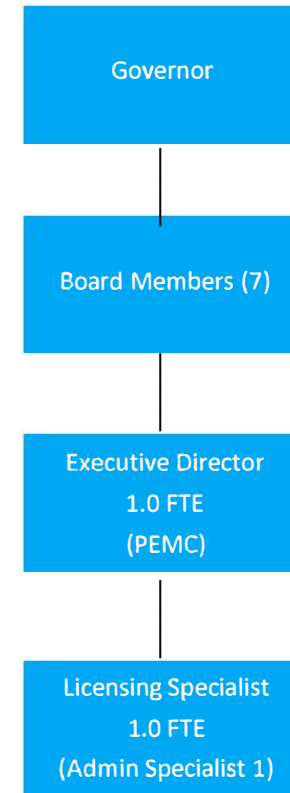 Governor
Board Members (7)
Executive Director
1.0 FTE
(PEMC)
Licensing Specialist
1.0 FTE
(Admin Specialist 1)